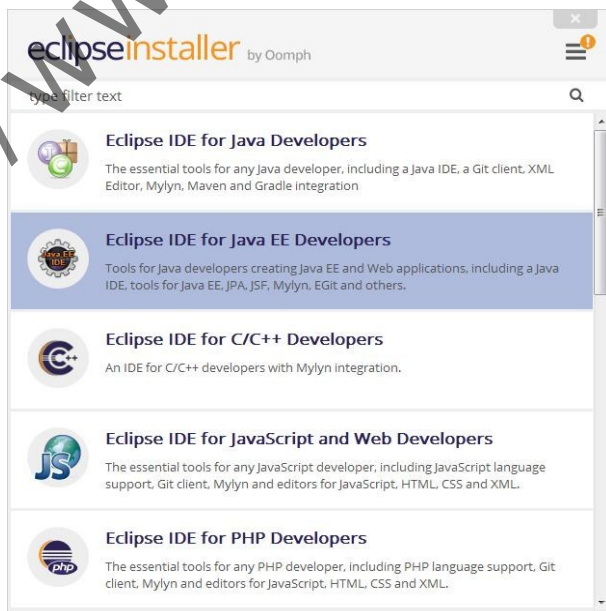 eclipseinstaller by Oomph
type filter text
Eclipse IDE for Java Developers
The essential tools for any Java developer, including a Java IDE, a Git client, XML
Editor, Mylyn, Maven and Gradle integration
Java EE
IDE
Eclipse IDE for Java EE Developers
Tools for Java developers creating Java EE and Web applications, including a Java
IDE, tools for Java EE, JPA, JSF, Mylyn, EGit and others.
C++
Eclipse IDE for C/C++ Developers
An IDE for C/C++ developers with Mylyn integration.
JS
Eclipse IDE for JavaScript and Web Developers
The essential tools for any JavaScript developer, including JavaScript language
support, Git client, Mylyn and editors for JavaScript, HTML, CSS and XML.
php
Eclipse IDE for PHP Developers
The essential tools for any PHP developer, including PHP language support, Git
client, Mylyn and editors for JavaScript, HTML, CSS and XML.